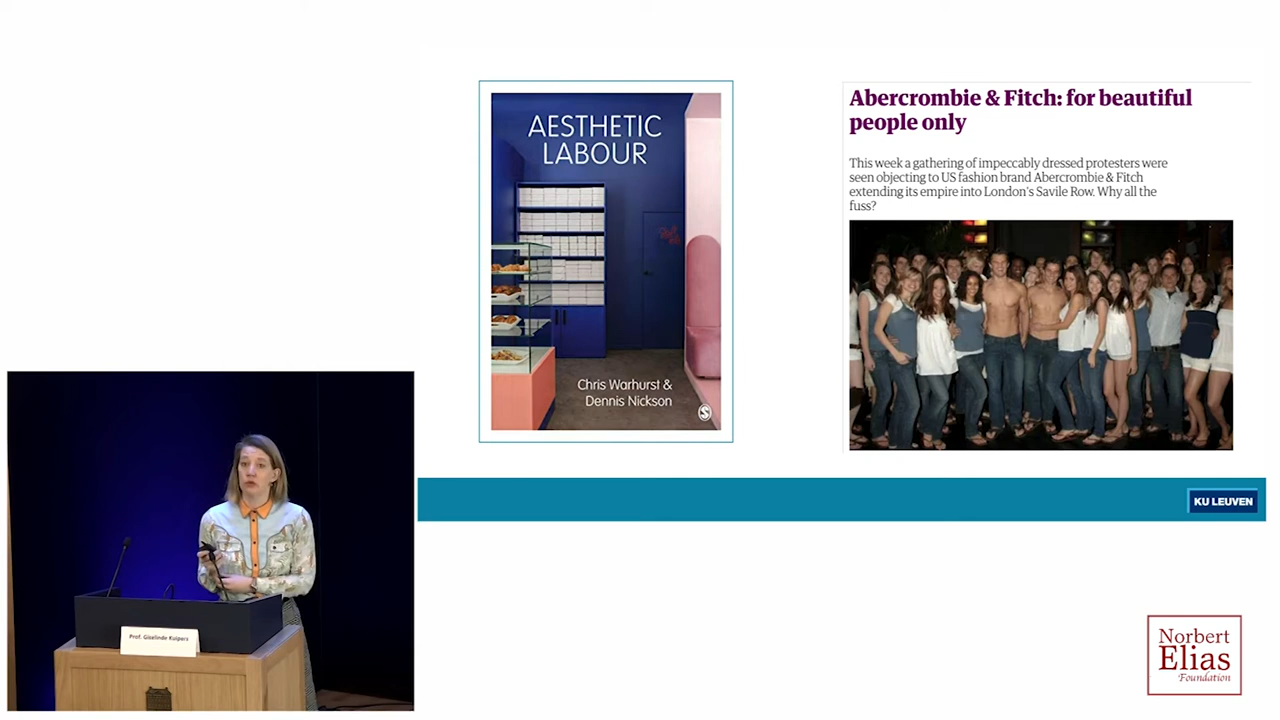 AESTHETIC
LABOUR
Chris Warhurst &
Dennis Nickson
S
Abercrombie & Fitch: for beautiful
people only
This week a gathering of impeccably dressed protesters were
seen objecting to US fashion brand Abercrombie & Fitch
extending its empire into London's Savile Row. Why all the
fuss?
KU LEUVEN
Prof. Giselinde Kuipers
Norbert
Elias
Foundation